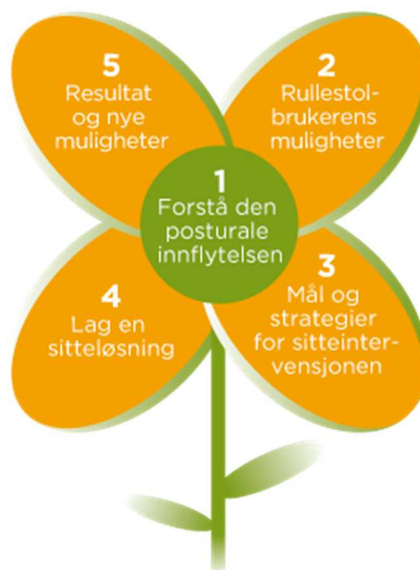 1
Forstå den
posturale
innflytelsen
2
Rullestol-
brukerens
muligheter
3
Mål og
strategier
for sitteinter-
vensjonen
4
Lag en
sitteløsning
5
Resultat
og nye
muligheter